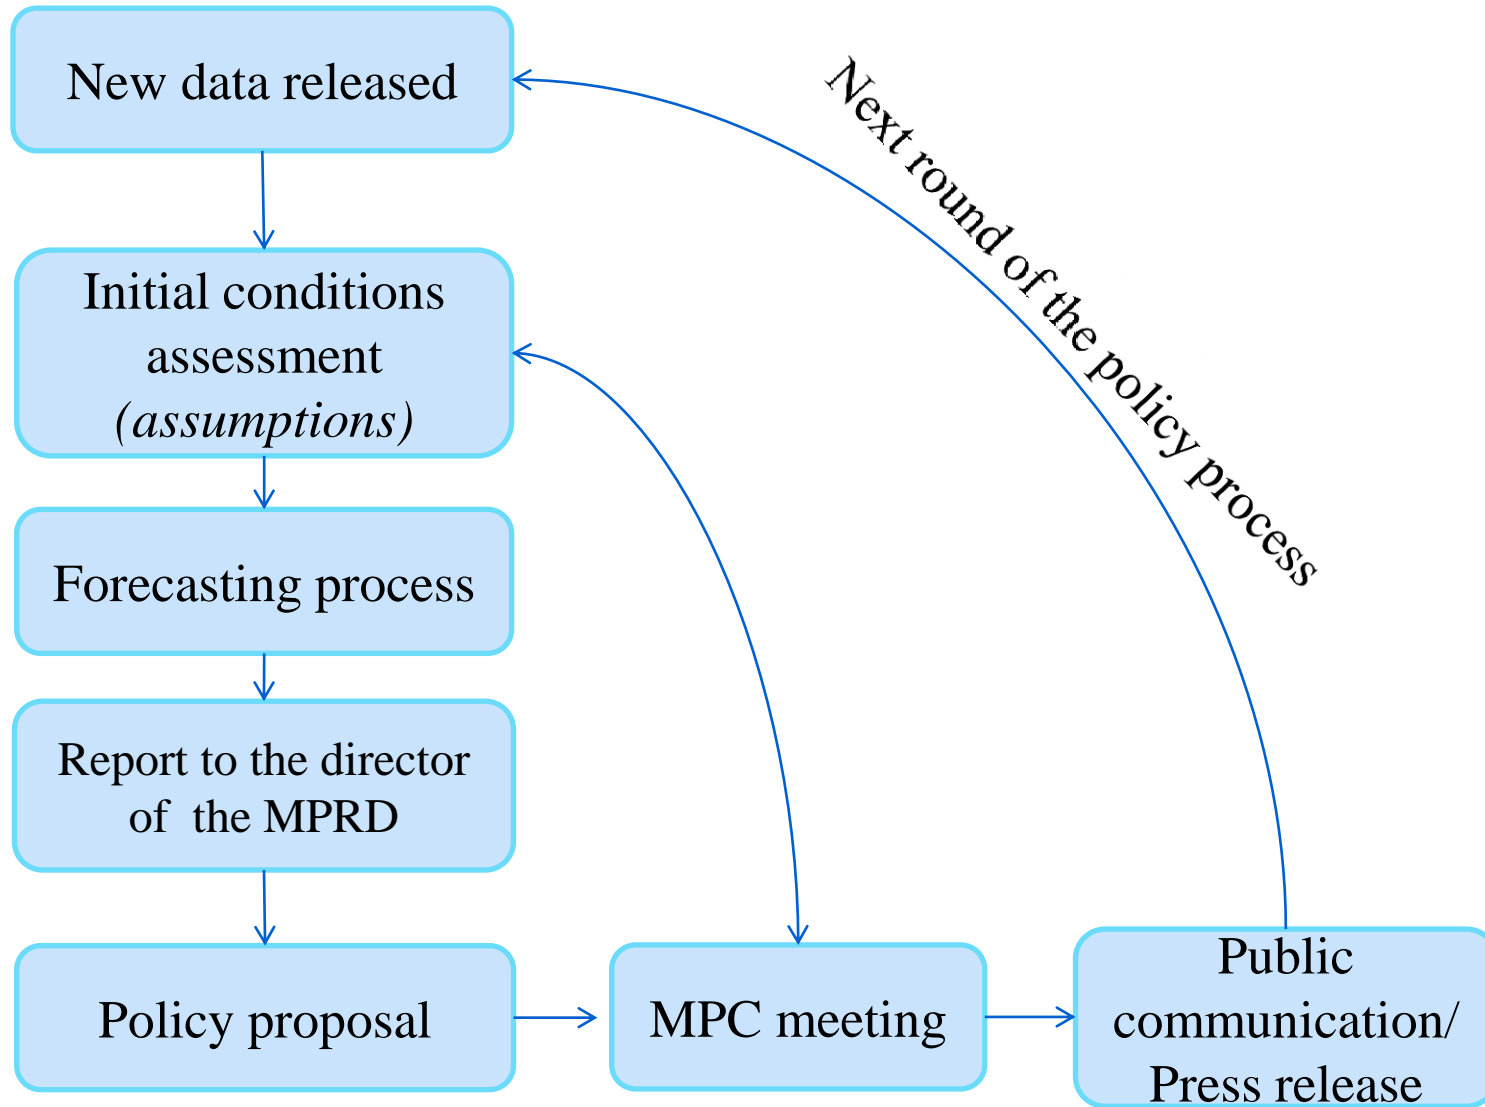 New data released
Next round of the policy process
Initial conditions
assessment
(assumptions)
Forecasting process
Report to the director
of the MPRD
Policy proposal
MPC meeting
Public
communication/
Press release